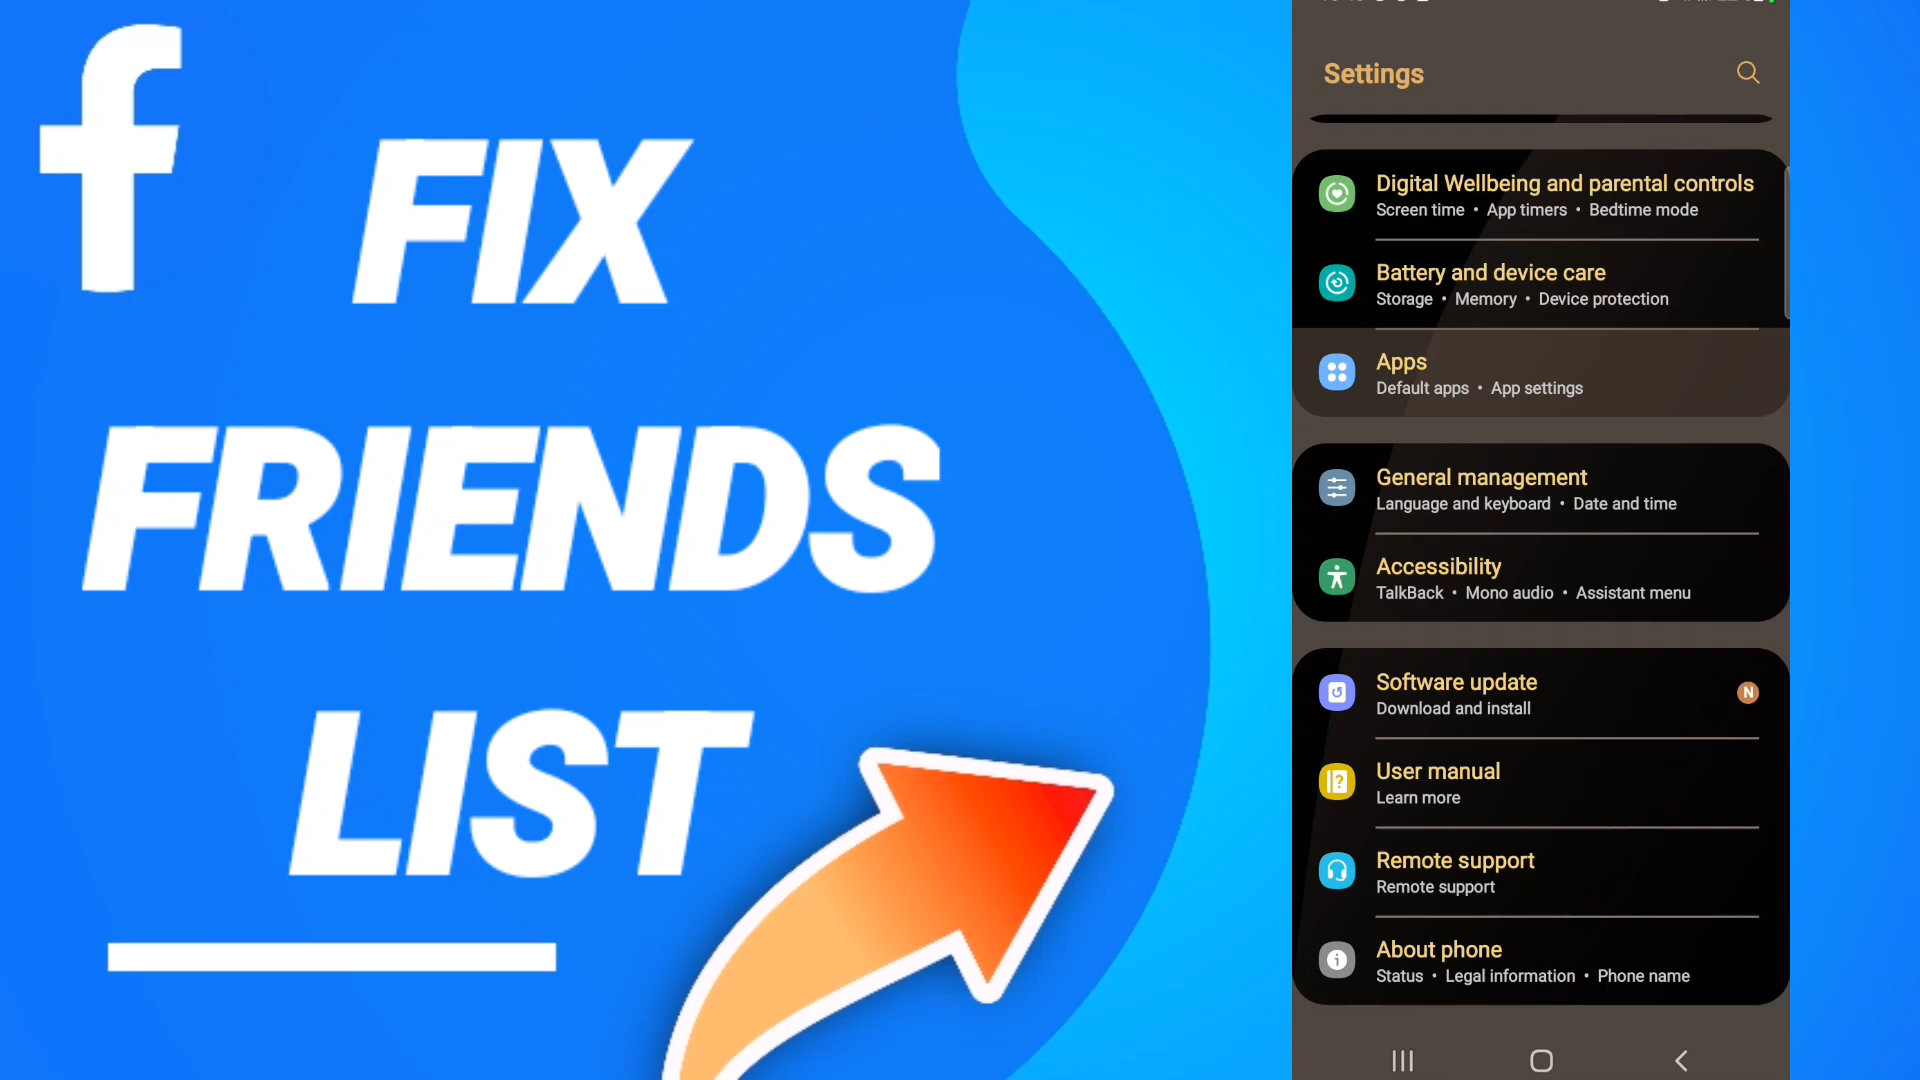 FIX
FRIENDS
LIST
Settings
Digital Wellbeing and parental controls
Screen time • App timers • Bedtime mode
Battery and device care
Storage • Memory • Device protection
Apps
Default apps • App settings
General management
Language and keyboard • Date and time
Accessibility
TalkBack • Mono audio • Assistant menu
Software update
N
Download and install
User manual
Learn more
Remote support
Remote support
About phone
Status • Legal information • Phone name